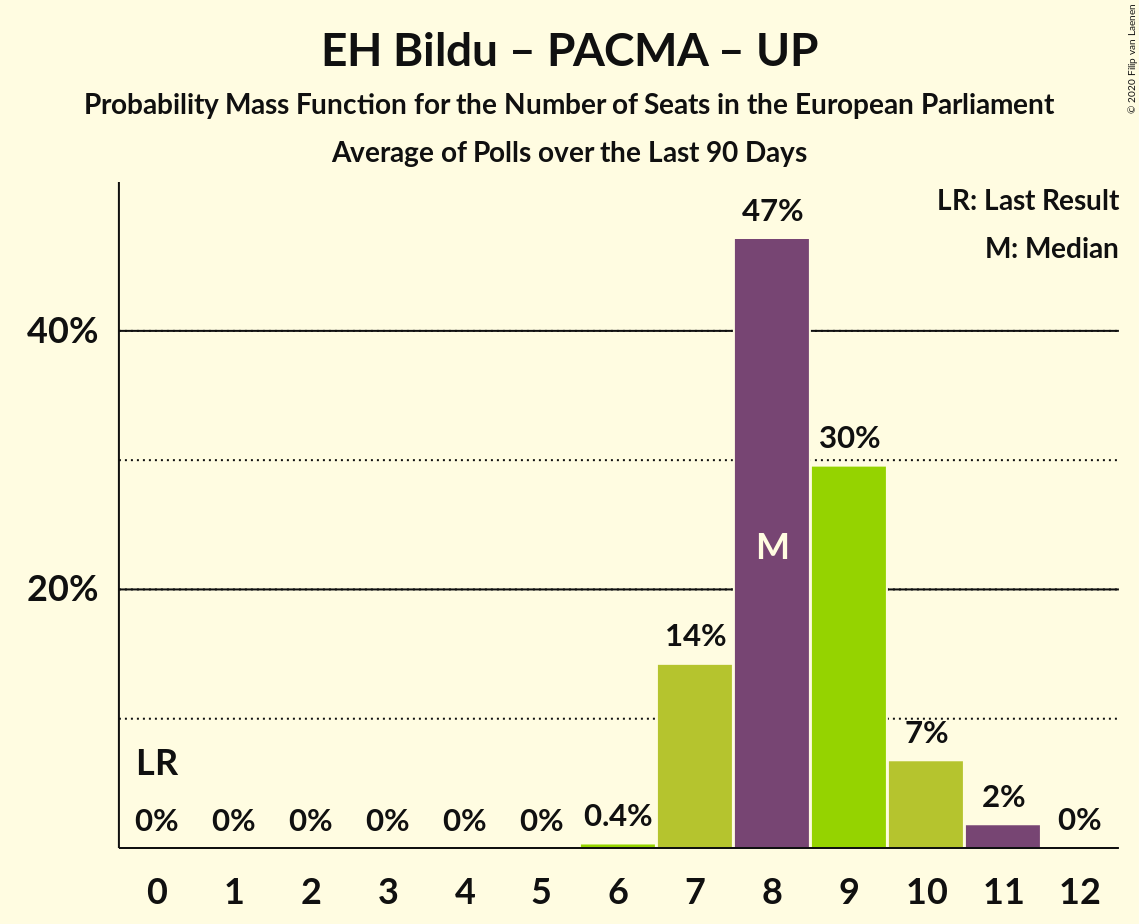 EH Bildu – PACMA – UP
Probability Mass Function for the Number of Seats in the European Parliament
Average of Polls over the Last 90 Days
© 2020 Filip van Laenen
LR: Last Result
M: Median
47%
40%
30%
M
20%
14%
7%
LR
2%
0% 0% 0% 0% 0% 0% 0.4% 0%
0 1 2 3 4 5 6 7 8 9 10 11 12